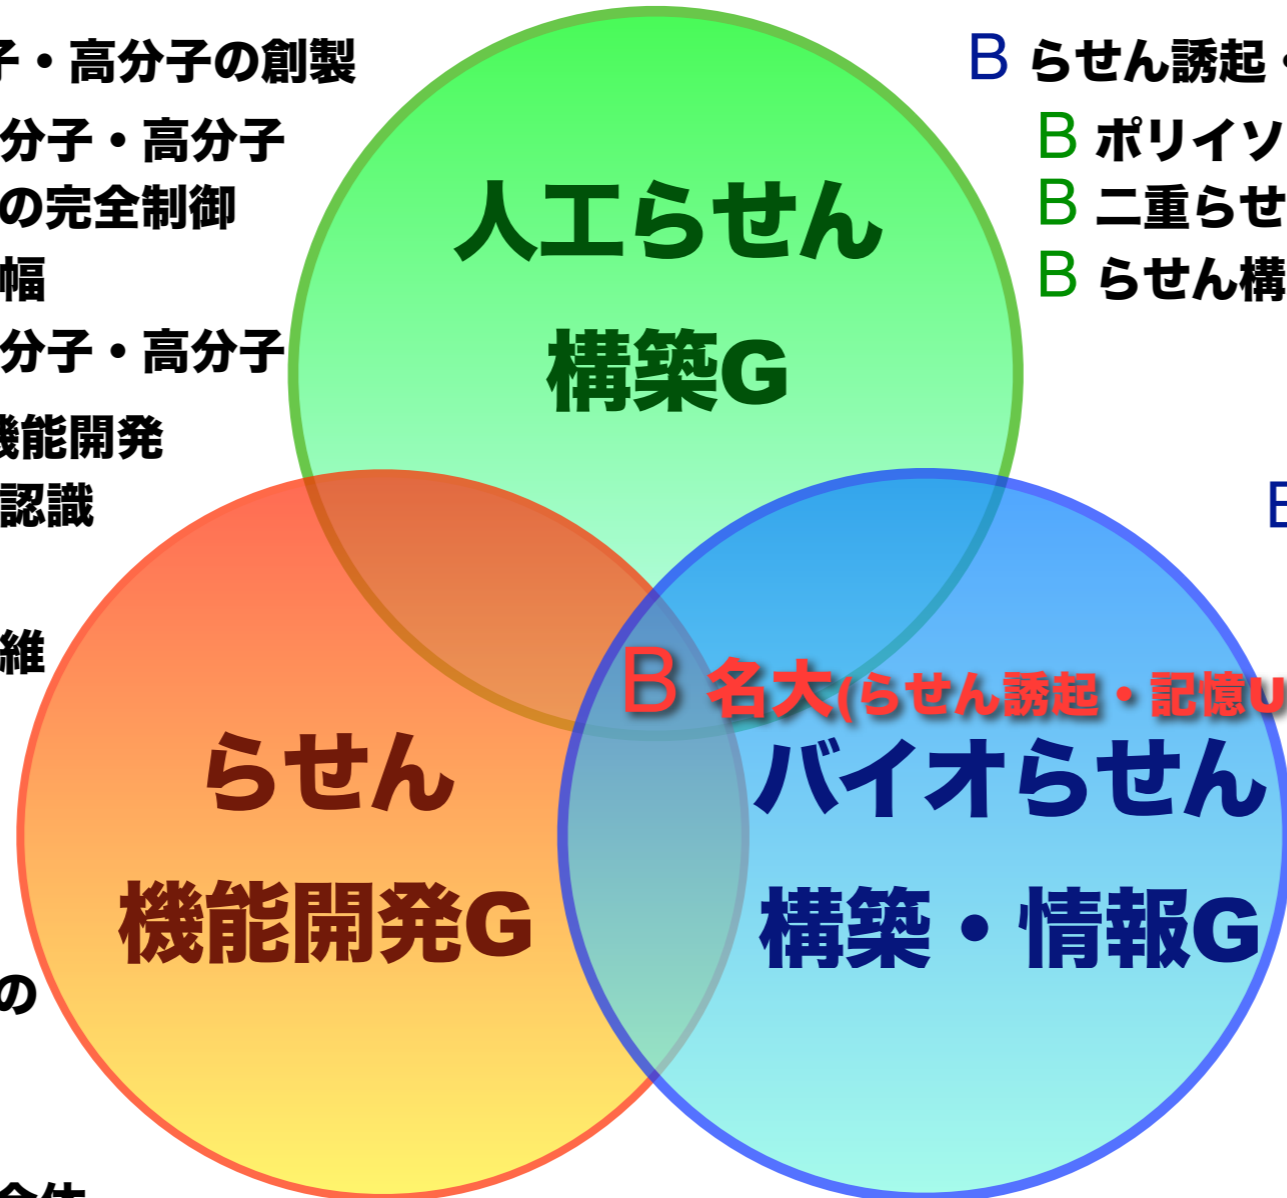 子・高分子の創製
分子・高分子
の完全制御
幅
分子・高分子
機能開発
認識
維
の
合体
人工らせん
構築G
B らせん誘起・
B ポリイソ
B 二重らせ
B らせん構
B
B 名大(らせん誘起・記憶U
らせん
機能開発G
バイオらせん
構築・情報G